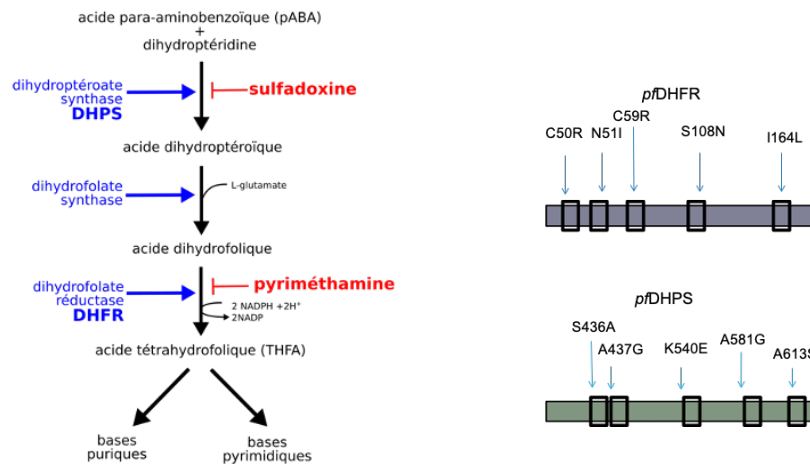 acide para-aminobenzoïque (pABA)
+
dihydroptéridine
dihydroptéroate
synthase
DHPS
sulfadoxine
acide dihydroptéroïque
dihydrofolate
synthase
L-glutamate
acide dihydrofolique
dihydrofolate
réductase
DHFR
pyriméthamine
2 NADPH +2H⁺
2NADP
acide tétrahydrofolique (THFA)
bases
puriques
bases
pyrimidiques
pfDHFR
C50R N51I C59R S108N I164L
pfDHPS
S436A A437G K540E A581G A613S